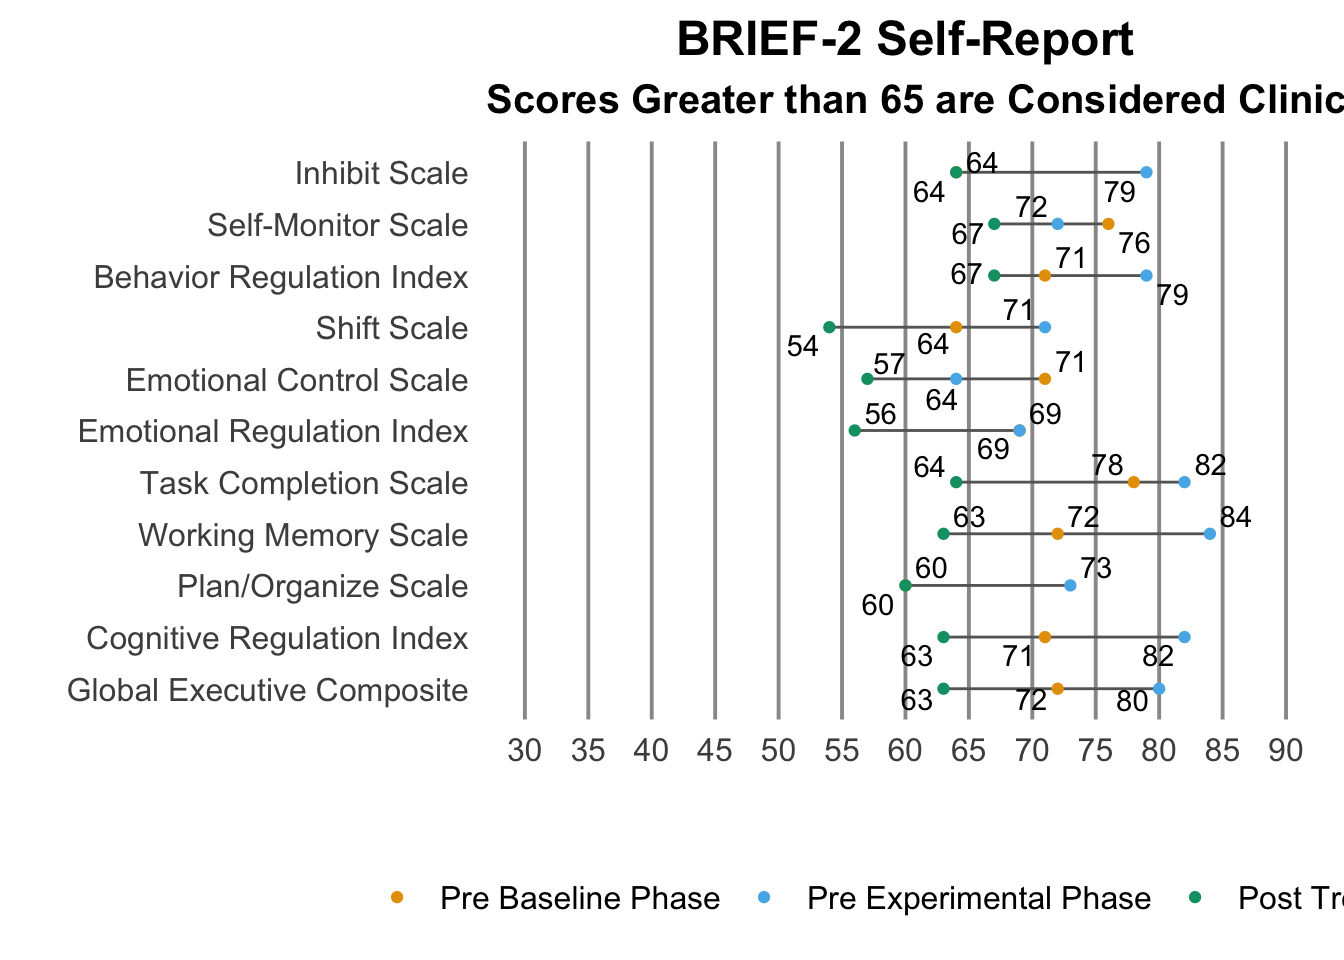 BRIEF-2 Self-Report
Scores Greater than 65 are Considered Clinic
Inhibit Scale 64 64 79
Self-Monitor Scale 67 72 76
Behavior Regulation Index 67 71 79
Shift Scale 54 64 71
Emotional Control Scale 57 64 71
Emotional Regulation Index 56 69 69
Task Completion Scale 64 78 82
Working Memory Scale 63 72 84
Plan/Organize Scale 60 60 73
Cognitive Regulation Index 63 71 82
Global Executive Composite 63 72 80
30 35 40 45 50 55 60 65 70 75 80 85 90
Pre Baseline Phase Pre Experimental Phase Post Tr